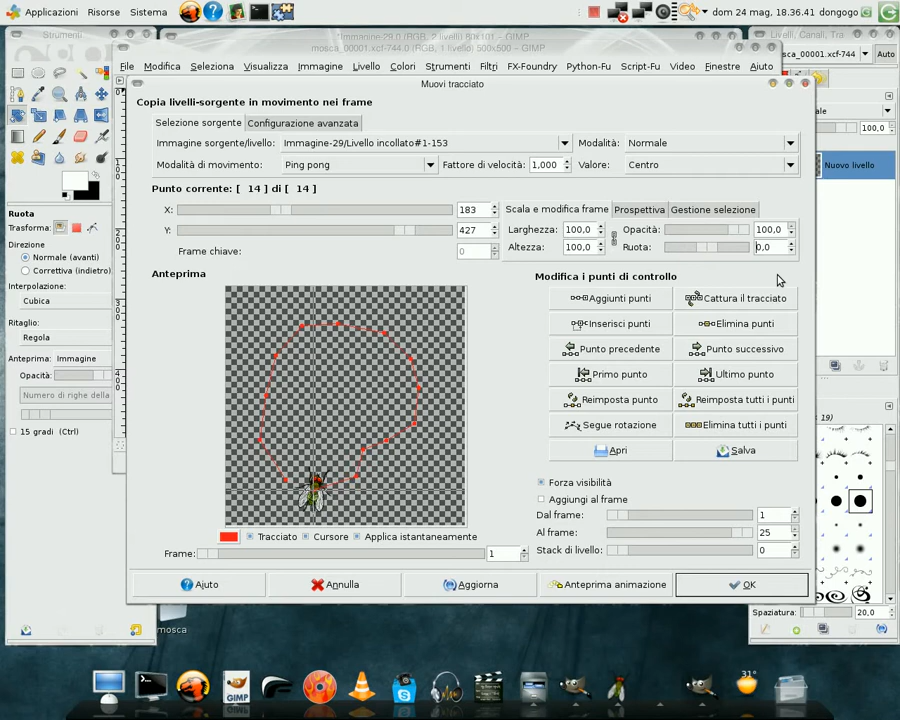 Applicazioni Risorse Sistema dom 24 mag, 18.36.41 dongogo
Strumenti
mosca_00001.xcf-744.0 (RGB, 1 livello) 500x500 – GIMP
Livelli, Canali, Tra
File Modifica Seleziona Visualizza Immagine Livello Colori Strumenti Filtri FX-Foundry Python-Fu Script-Fu Video Finestre Aiuto
mosca_00001.xcf-744 Auto
Muovi tracciato
Copia livelli-sorgente in movimento nei frame
Selezione sorgente Configurazione avanzata
Immagine sorgente/livello: Immagine-29/Livello incollato#1-153 Modalità: Normale
Modalità di movimento: Ping pong Fattore di velocità: 1,000 Valore: Centro
100,0
Nuovo livello
Punto corrente: [ 14 ] di [ 14 ]
X: 183
Y: 427
Frame chiave: 0
Scala e modifica frame Prospettiva Gestione selezione
Larghezza: 100,0 Opacità: 100,0
Altezza: 100,0 Ruota: 0,0
Ruota
Trasforma:
Direzione
Normale (avanti)
Correttiva (indietro)
Interpolazione:
Cubica
Ritaglio:
Regola
Anteprima: Immagine
Opacità:
Numero di righe della
15 gradi (Ctrl)
Anteprima
Modifica i punti di controllo
Aggiunti punti Cattura il tracciato
Inserisci punti Elimina punti
Punto precedente Punto successivo
Primo punto Ultimo punto
Reimposta punto Reimposta tutti i punti
Segue rotazione Elimina tutti i punti
Apri Salva
Forza visibilità
Aggiungi al frame
Dal frame: 1
Al frame: 25
Stack di livello: 0
Tracciato Cursore Applica istantaneamente
Frame: 1
Aiuto Annulla Aggiorna Anteprima animazione OK
19)
Spaziatura: 20,0
mosca
GIMP
31°